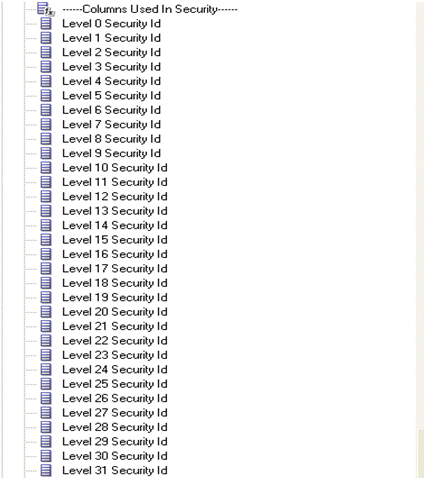 ------Columns Used In Security------
Level 0 Security Id
Level 1 Security Id
Level 2 Security Id
Level 3 Security Id
Level 4 Security Id
Level 5 Security Id
Level 6 Security Id
Level 7 Security Id
Level 8 Security Id
Level 9 Security Id
Level 10 Security Id
Level 11 Security Id
Level 12 Security Id
Level 13 Security Id
Level 14 Security Id
Level 15 Security Id
Level 16 Security Id
Level 17 Security Id
Level 18 Security Id
Level 19 Security Id
Level 20 Security Id
Level 21 Security Id
Level 22 Security Id
Level 23 Security Id
Level 24 Security Id
Level 25 Security Id
Level 26 Security Id
Level 27 Security Id
Level 28 Security Id
Level 29 Security Id
Level 30 Security Id
Level 31 Security Id